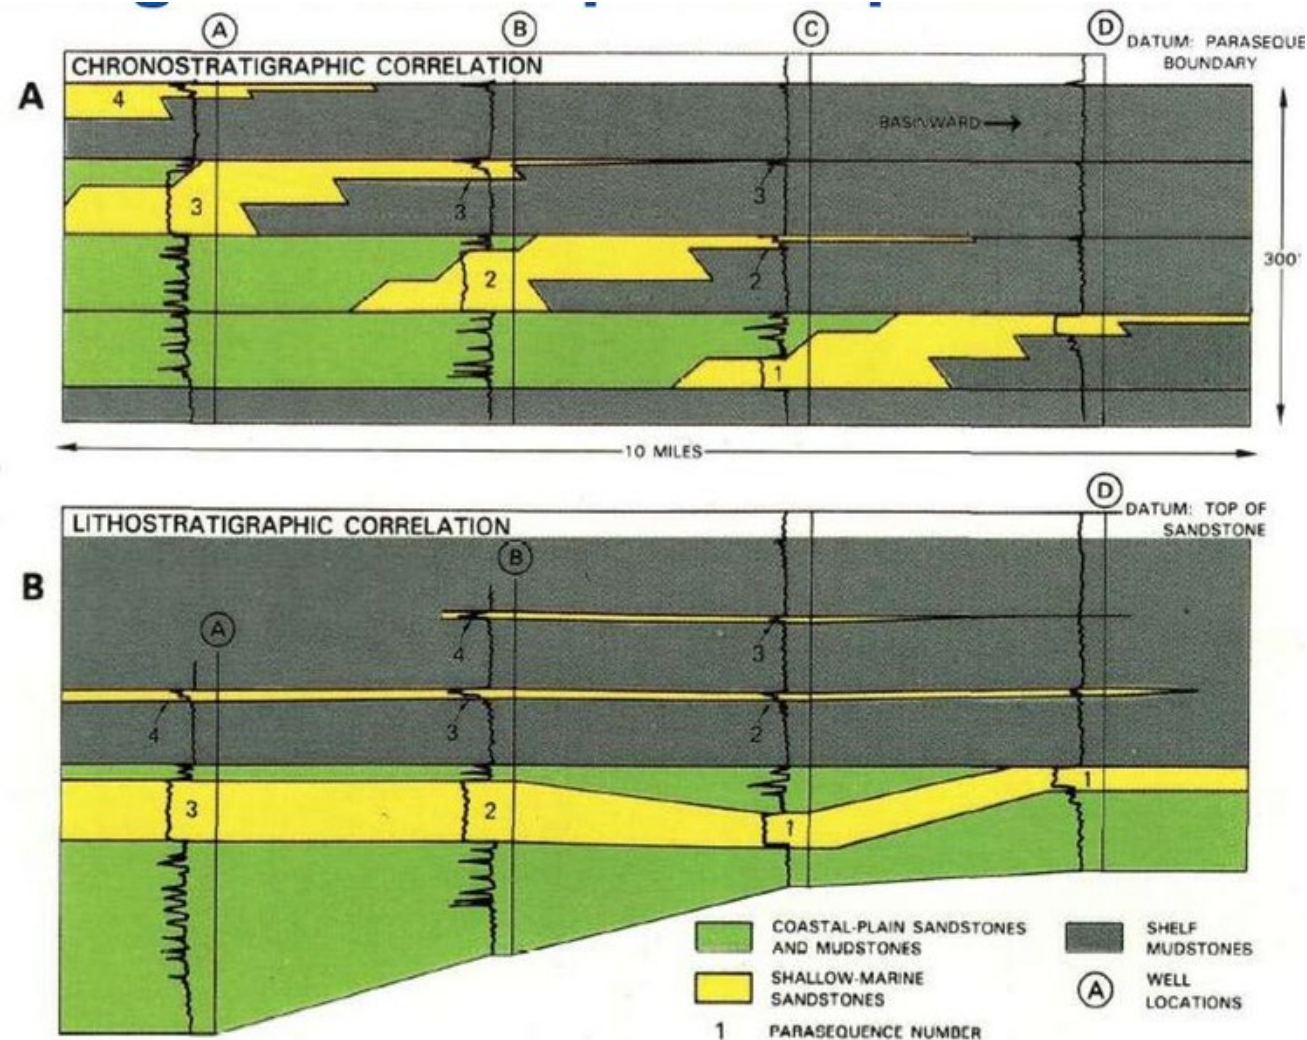 A
B
C
D
DATUM: PARASEQUE
BOUNDARY
CHRONOSTRATIGRAPHIC CORRELATION
A
4
BASINWARD
3
3
3
2
2
1
300'
10 MILES
D
DATUM: TOP OF
SANDSTONE
LITHOSTRATIGRAPHIC CORRELATION
B
B
A
4
3
4
3
2
3
2
1
1
COASTAL-PLAIN SANDSTONES
AND MUDSTONES
SHELF
MUDSTONES
SHALLOW-MARINE
SANDSTONES
A
WELL
LOCATIONS
1
PARASEQUENCE NUMBER